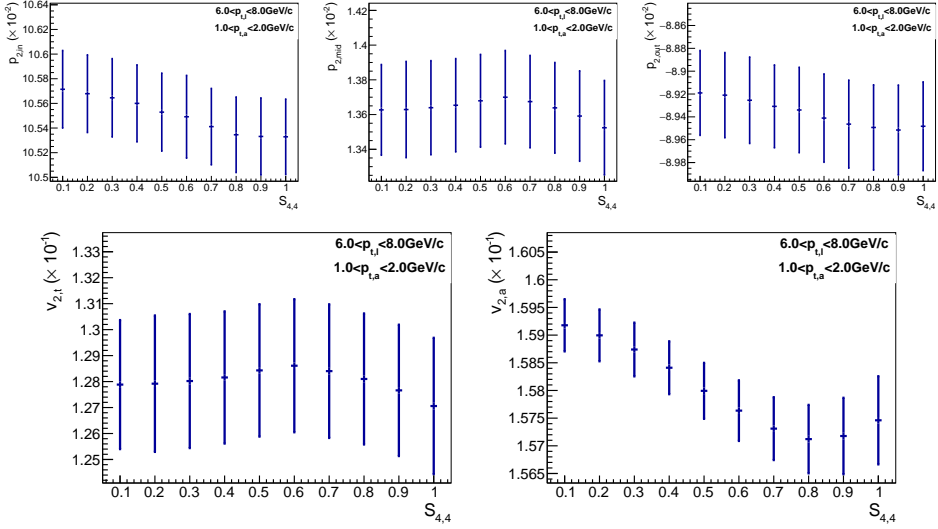 10.64
10.62
10.6
10.58
10.56
10.54
10.52
10.5
p2,in (× 10-2)
6.0<pt,l<8.0GeV/c
1.0<pt,a<2.0GeV/c
0.1 0.2 0.3 0.4 0.5 0.6 0.7 0.8 0.9 1
S4,4
1.42
1.4
1.38
1.36
1.34
p2,mid (× 10-2)
6.0<pt,l<8.0GeV/c
1.0<pt,a<2.0GeV/c
0.1 0.2 0.3 0.4 0.5 0.6 0.7 0.8 0.9 1
S4,4
−8.86
−8.88
−8.9
−8.92
−8.94
−8.96
−8.98
p2,out (× 10-2)
6.0<pt,l<8.0GeV/c
1.0<pt,a<2.0GeV/c
0.1 0.2 0.3 0.4 0.5 0.6 0.7 0.8 0.9 1
S4,4
1.33
1.32
1.31
1.3
1.29
1.28
1.27
1.26
1.25
v2,t (× 10-1)
6.0<pt,l<8.0GeV/c
1.0<pt,a<2.0GeV/c
0.1 0.2 0.3 0.4 0.5 0.6 0.7 0.8 0.9 1
S4,4
1.605
1.6
1.595
1.59
1.585
1.58
1.575
1.57
1.565
v2,a (× 10-1)
6.0<pt,l<8.0GeV/c
1.0<pt,a<2.0GeV/c
0.1 0.2 0.3 0.4 0.5 0.6 0.7 0.8 0.9 1
S4,4